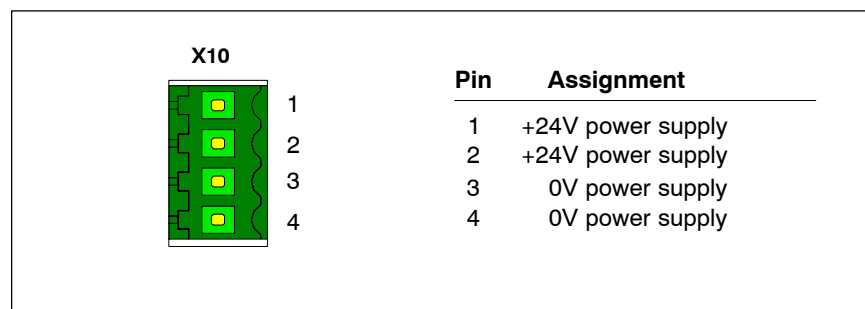 X10
1
2
3
4
Pin Assignment
1 +24V power supply
2 +24V power supply
3 0V power supply
4 0V power supply